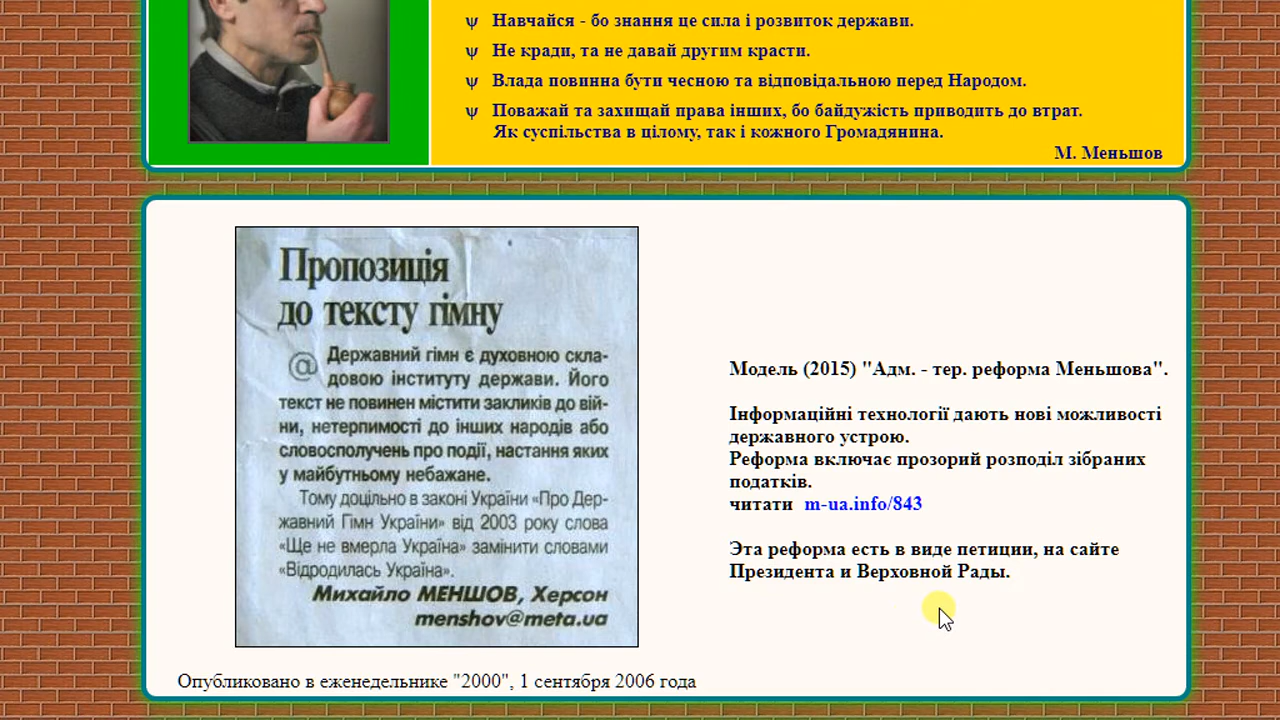 ψ Навчайся - бо знання це сила і розвиток держави.
ψ Не кради, та не давай другим красти.
ψ Влада повинна бути чесною та відповідальною перед Народом.
ψ Поважай та захищай права інших, бо байдужість приводить до втрат.
Як суспільства в цілому, так і кожного Громадянина.
М. Меньшов
Пропозиція
до тексту гімну
@ Державний гімн є духовною скла-
довою інституту держави. Його
текст не повинен містити закликів до вій-
ни, нетерпимості до інших народів або
словосполучень про події, настання яких
у майбутньому небажане.
Тому доцільно в законі України «Про Дер-
жавний Гімн України» від 2003 року слова
«Ще не вмерла Україна» замінити словами
«Відродилась Україна».
Михайло МЕНШОВ, Херсон
menshov@meta.ua
Опубликовано в еженедельнике "2000", 1 сентября 2006 года
Модель (2015) "Адм. - тер. реформа Меньшова".
Інформаційні технології дають нові можливості
державного устрою.
Реформа включає прозорий розподіл зібраних
податків.
читати m-ua.info/843
Эта реформа есть в виде петиции, на сайте
Президента и Верховной Рады.